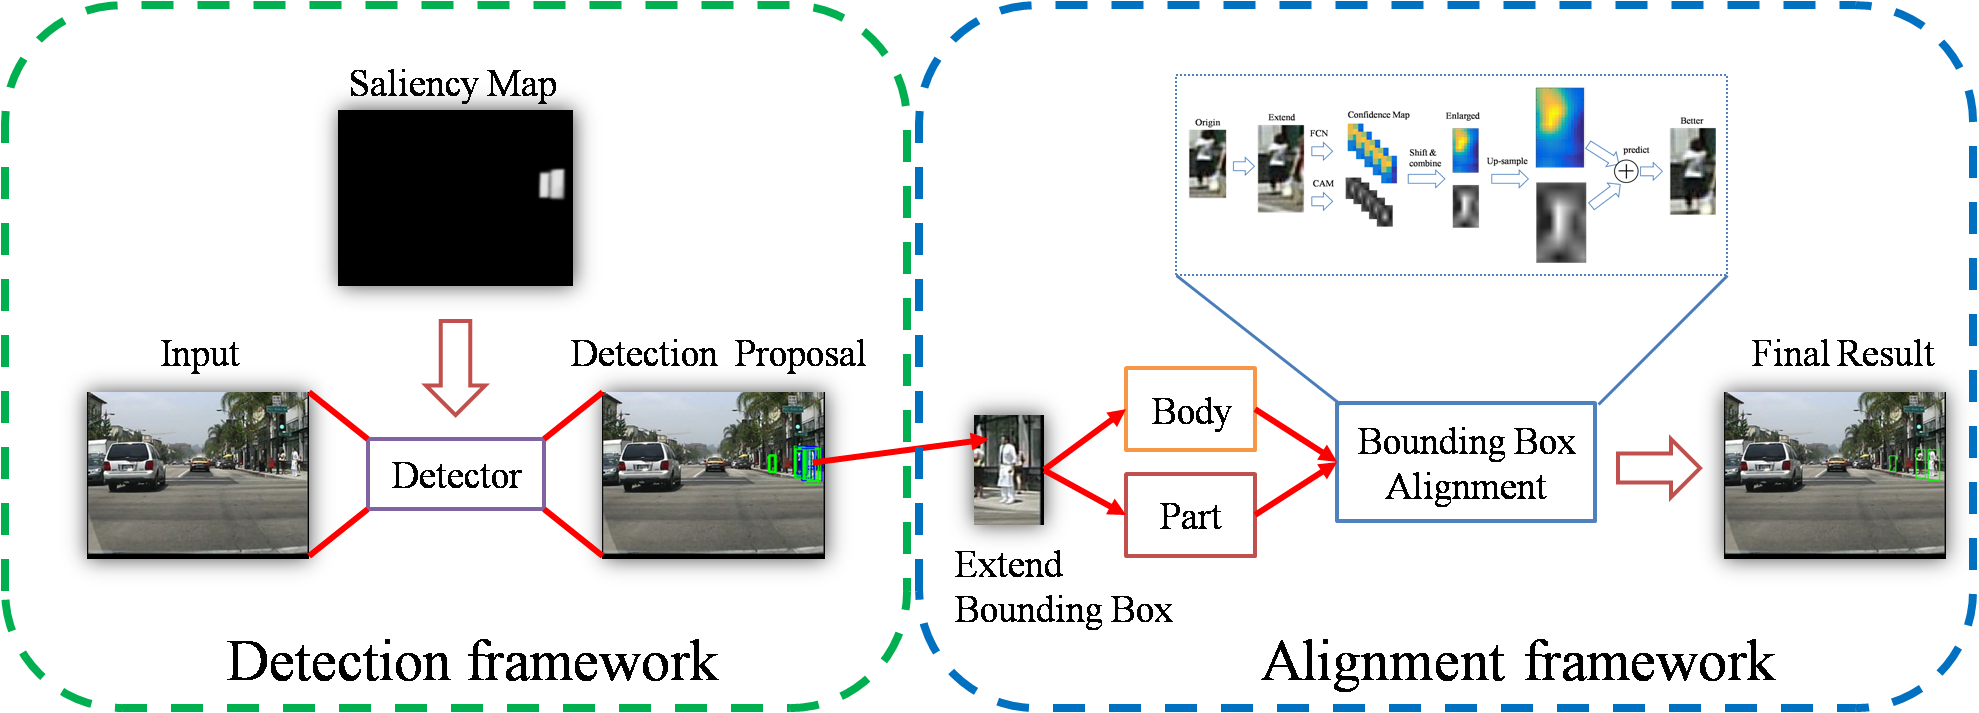 Saliency Map
Input
Detection Proposal
Detector
Detection framework
Origin
Extend
FCN
CAM
Confidence Map
Shift &
combine
Enlarged
Up-sample
predict
Better
Body
Part
Extend
Bounding Box
Bounding Box
Alignment
Final Result
Alignment framework